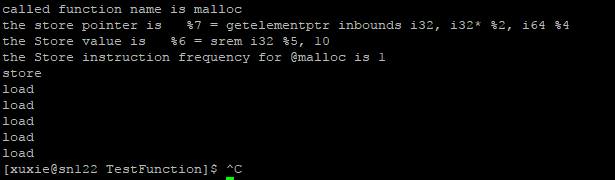 called function name is malloc
the store pointer is   %7 = getelementptr inbounds i32, i32* %2, i64 %4
the Store value is   %6 = srem i32 %5, 10
the Store instruction frequency for @malloc is 1
store
load
load
load
load
load
[xuxie@sn122 TestFunction]$ ^C